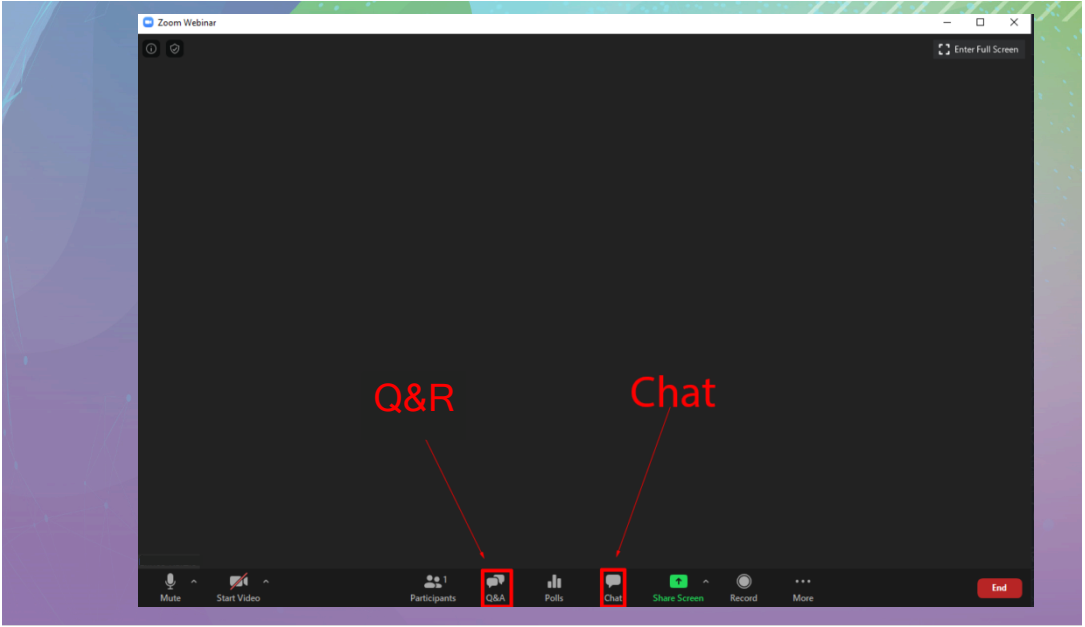 Zoom Webinar
Enter Full Screen
Q&R
Chat
1
Mute
Start Video
Participants
Q&A
Polls
Chat
Share Screen
Record
More
End